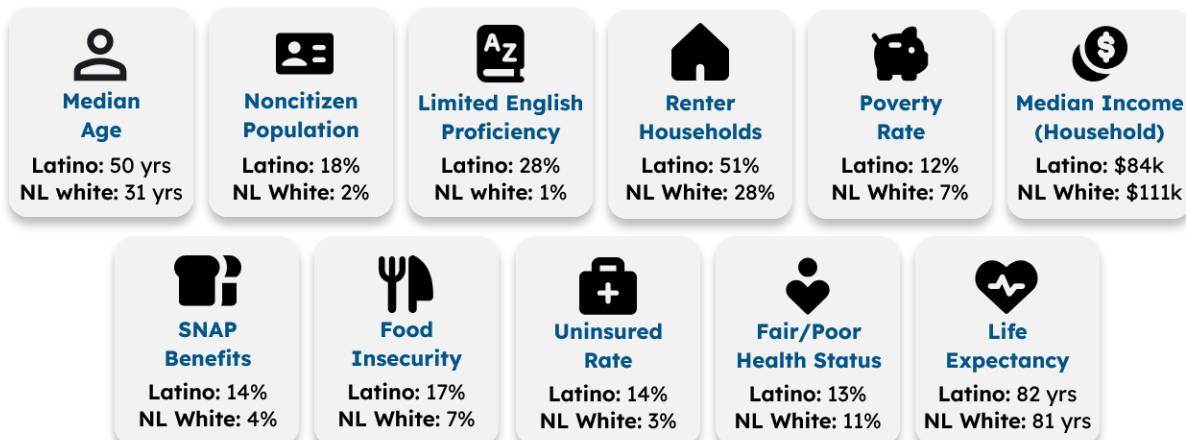 AZ
Median
Age
Latino: 50 yrs
NL white: 31 yrs
Noncitizen
Population
Latino: 18%
NL White: 2%
Limited English
Proficiency
Latino: 28%
NL white: 1%
Renter
Households
Latino: 51%
NL White: 28%
Poverty
Rate
Latino: 12%
NL White: 7%
$
Median Income
(Household)
Latino: $84k
NL White: $111k
SNAP
Benefits
Latino: 14%
NL White: 4%
Food
Insecurity
Latino: 17%
NL White: 7%
Uninsured
Rate
Latino: 14%
NL White: 3%
Fair/Poor
Health Status
Latino: 13%
NL White: 11%
Life
Expectancy
Latino: 82 yrs
NL White: 81 yrs